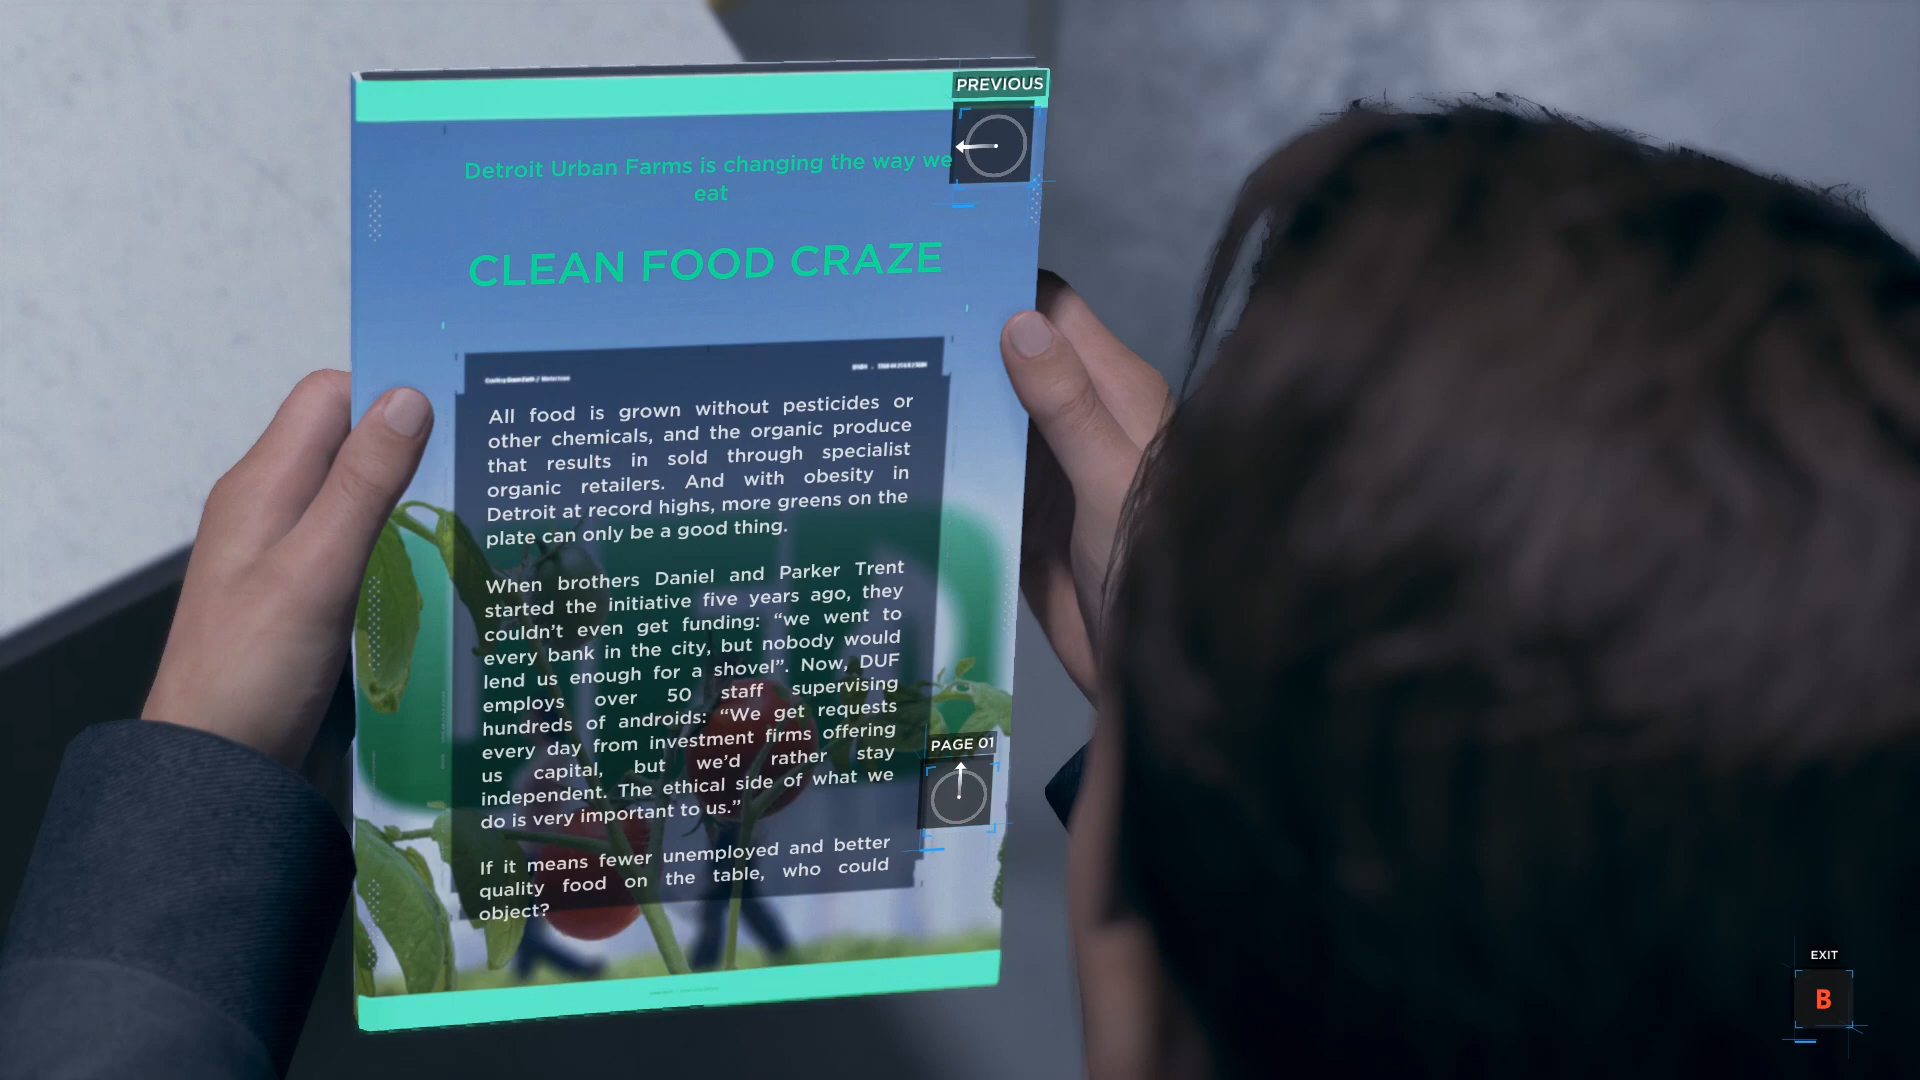 PREVIOUS
Detroit Urban Farms is changing the way we
eat
CLEAN FOOD CRAZE
All food is grown without pesticides or
other chemicals, and the organic produce
that results in sold through specialist
organic retailers. And with obesity in
Detroit at record highs, more greens on the
plate can only be a good thing.
When brothers Daniel and Parker Trent
started the initiative five years ago, they
couldn't even get funding: “we went to
every bank in the city, but nobody would
lend us enough for a shovel”. Now, DUF
employs over 50 staff supervising
hundreds of androids: “We get requests
every day from investment firms offering
us capital, but we'd rather stay
independent. The ethical side of what we
do is very important to us.”
If it means fewer unemployed and better
quality food on the table, who could
object?
PAGE 01
EXIT
B